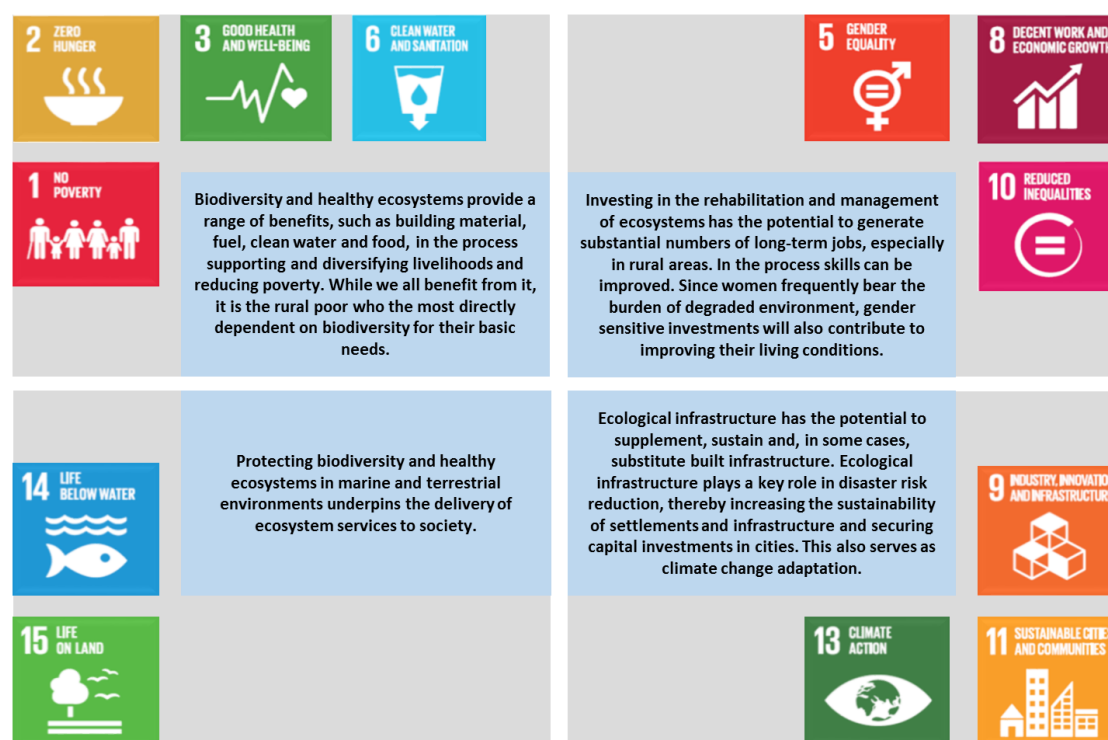 2 ZERO
HUNGER
3 GOOD HEALTH
AND WELL-BEING
6 CLEAN WATER
AND SANITATION
1 NO
POVERTY
Biodiversity and healthy ecosystems provide a
range of benefits, such as building material,
fuel, clean water and food, in the process
supporting and diversifying livelihoods and
reducing poverty. While we all benefit from it,
it is the rural poor who the most directly
dependent on biodiversity for their basic
needs.
5 GENDER
EQUALITY
8 DECENT WORK AND
ECONOMIC GROWTH
10 REDUCED
INEQUALITIES
Investing in the rehabilitation and management
of ecosystems has the potential to generate
substantial numbers of long-term jobs, especially
in rural areas. In the process skills can be
improved. Since women frequently bear the
burden of degraded environment, gender
sensitive investments will also contribute to
improving their living conditions.
14 LIFE
BELOW WATER
Protecting biodiversity and healthy
ecosystems in marine and terrestrial
environments underpins the delivery of
ecosystem services to society.
15 LIFE
ON LAND
Ecological infrastructure has the potential to
supplement, sustain and, in some cases,
substitute built infrastructure. Ecological
infrastructure plays a key role in disaster risk
reduction, thereby increasing the sustainability
of settlements and infrastructure and securing
capital investments in cities. This also serves as
climate change adaptation.
9 INDUSTRY, INNOVATIO
AND INFRASTRUCTUR
13 CLIMATE
ACTION
11 SUSTAINABLE CITIE
AND COMMUNITIES